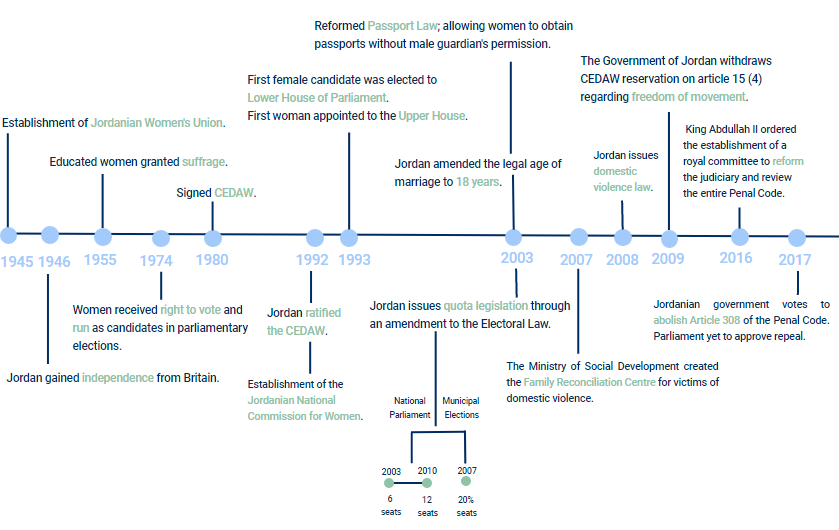 Reformed Passport Law; allowing women to obtain
passports without male guardian's permission.
The Government of Jordan withdraws
CEDAW reservation on article 15 (4)
regarding freedom of movement.
First female candidate was elected to
Lower House of Parliament.
First woman appointed to the Upper House.
Establishment of Jordanian Women's Union.
King Abdullah II ordered
the establishment of a
royal committee to reform
the judiciary and review
the entire Penal Code.
Educated women granted suffrage.
Jordan amended the legal age of
marriage to 18 years.
Jordan issues
domestic
violence law.
Signed CEDAW.
1945 1946 1955 1974 1980 1992 1993 2003 2007 2008 2009 2016 2017
Women received right to vote and
run as candidates in parliamentary
elections.
Jordan ratified
the CEDAW.
Jordan issues quota legislation through
an amendment to the Electoral Law.
Jordanian government votes to
abolish Article 308 of the Penal Code.
Parliament yet to approve repeal.
Jordan gained independence from Britain.
Establishment of the
Jordanian National
Commission for Women.
The Ministry of Social Development created
the Family Reconciliation Centre for victims of
domestic violence.
National
Parliament
Municipal
Elections
2003 2010 2007
6
seats
12
seats
20%
seats